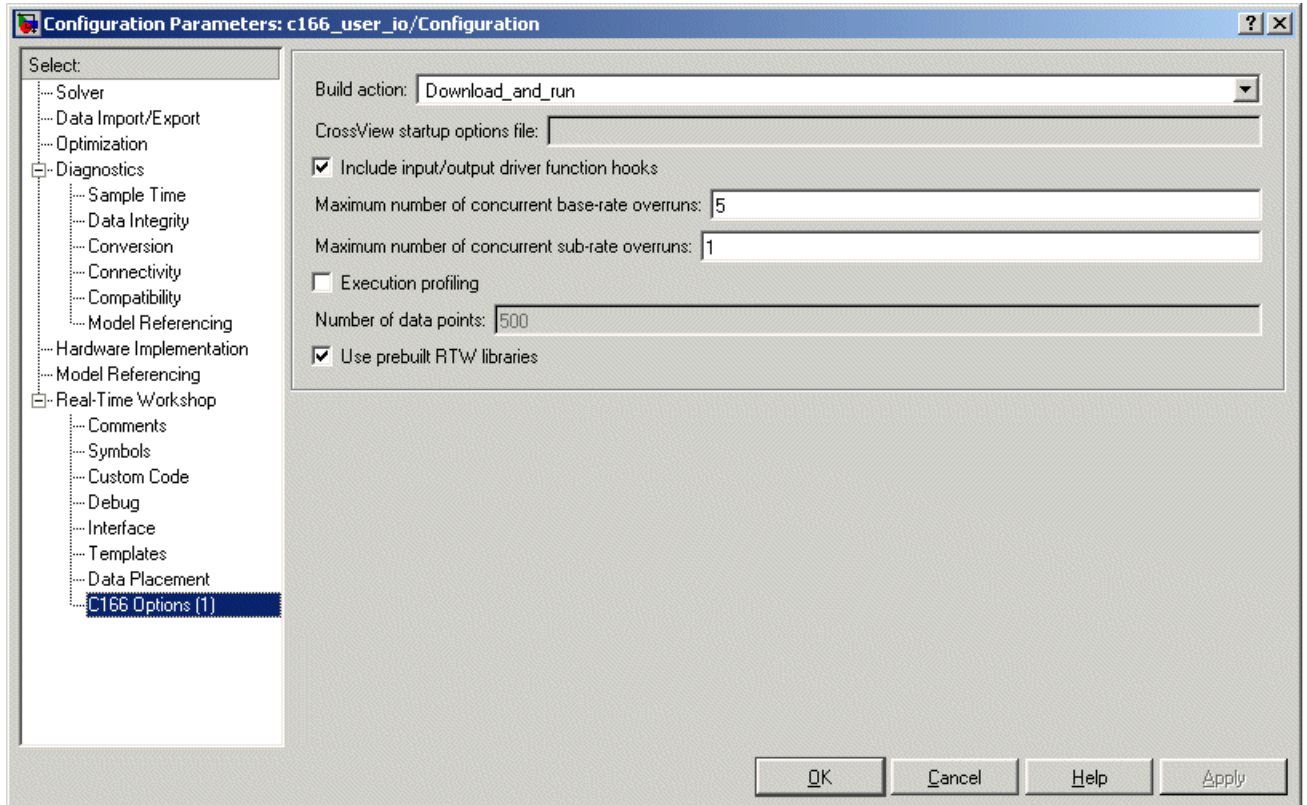 Configuration Parameters: c166_user_io/Configuration
Select:
Solver
Data Import/Export
Optimization
Diagnostics
Sample Time
Data Integrity
Conversion
Connectivity
Compatibility
Model Referencing
Hardware Implementation
Model Referencing
Real-Time Workshop
Comments
Symbols
Custom Code
Debug
Interface
Templates
Data Placement
C166 Options (1)
Build action: Download_and_run
CrossView startup options file:
Include input/output driver function hooks
Maximum number of concurrent base-rate overruns: 5
Maximum number of concurrent sub-rate overruns: 1
Execution profiling
Number of data points: 500
Use prebuilt RTW libraries
OK Cancel Help Apply